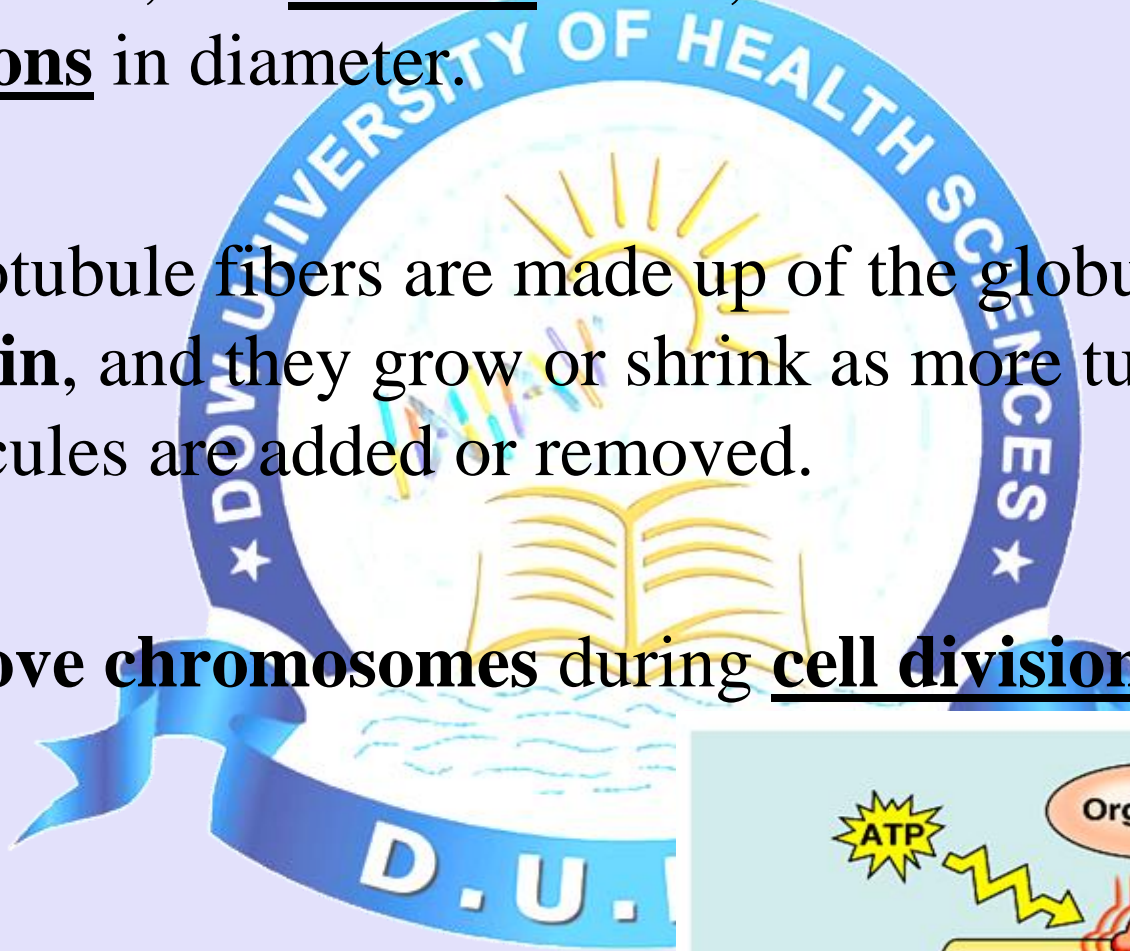 ons in diameter.
otubule fibers are made up of the globu
in, and they grow or shrink as more tu
cules are added or removed.
ove chromosomes during cell division
★ DOW UNIVERSITY OF HEALTH SCIENCES ★
D.U.
ATP
Org